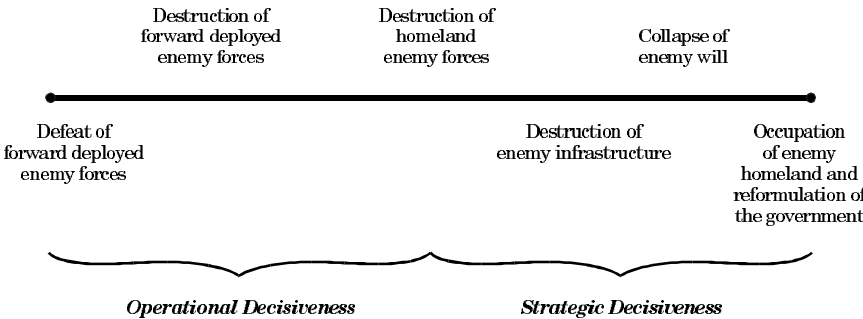 Destruction of
forward deployed
enemy forces
Destruction of
homeland
enemy forces
Collapse of
enemy will
Defeat of
forward deployed
enemy forces
Destruction of
enemy infrastructure
Occupation
of enemy
homeland and
reformulation of
the government
Operational Decisiveness
Strategic Decisiveness